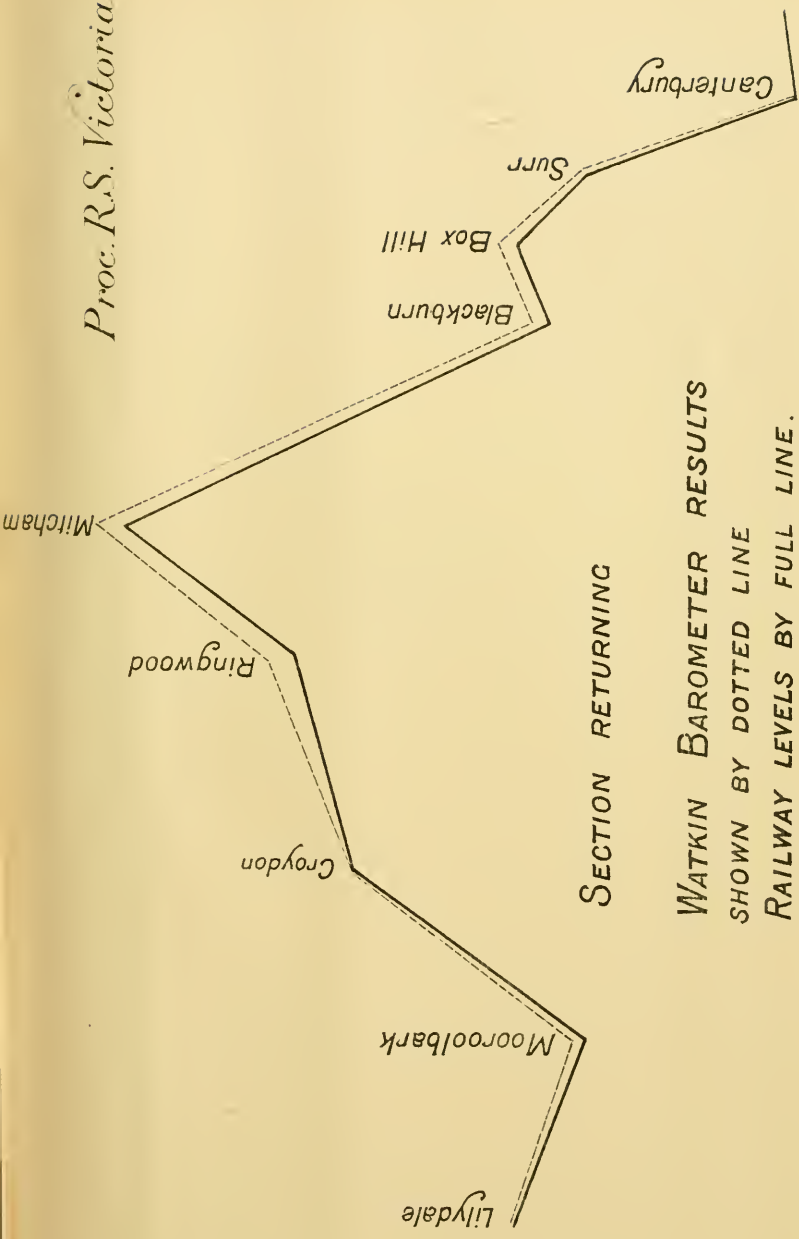 Proc. R.S. Victoria
Lilydale
Mooroolbark
Croydon
Ringwood
Mitcham
Blackburn
Box Hill
Surr
Canterbury
SECTION RETURNING
WATKIN BAROMETER RESULTS
SHOWN BY DOTTED LINE
RAILWAY LEVELS BY FULL LINE.